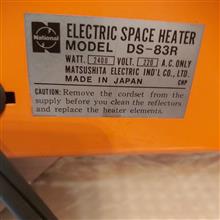 National
ELECTRIC SPACE HEATER
MODEL DS-83R
WATT. 2400 VOLT. 220 A.C. ONLY
MATSUSHITA ELECTRIC IND'L CO., LTD.
MADE IN JAPAN CHP
CAUTION: Remove the cordset from the
supply before you clean the reflectors
and replace the heater elements.